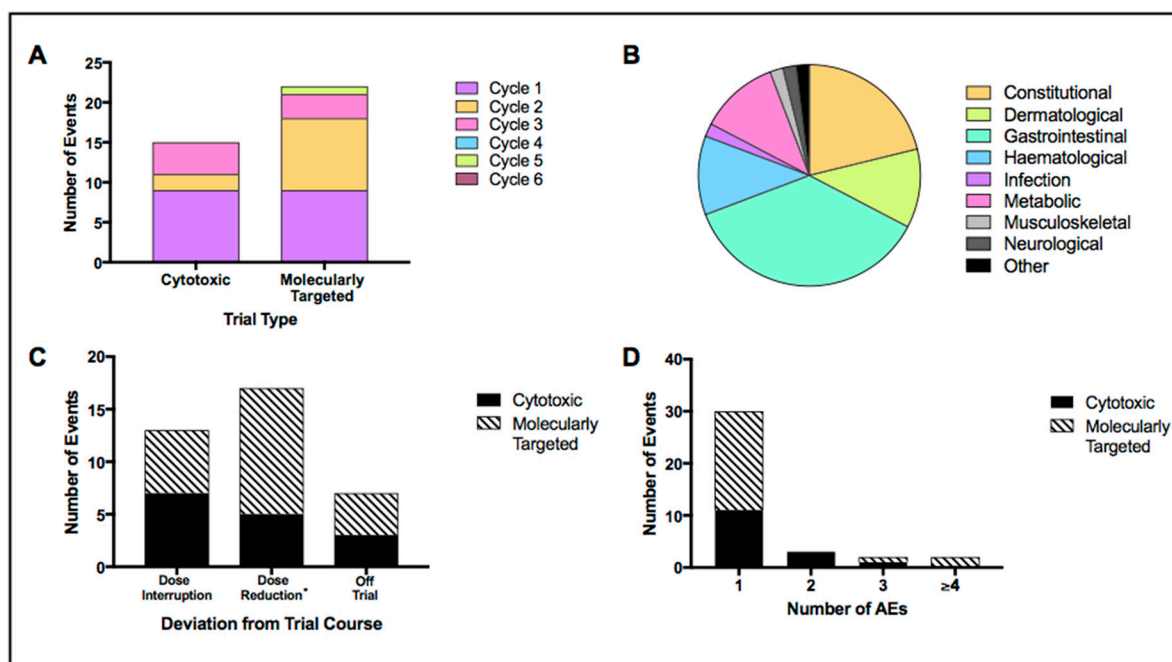 A
25
20
15
10
5
0
Number of Events
Cytotoxic
Molecularly
Targeted
Trial Type
Cycle 1
Cycle 2
Cycle 3
Cycle 4
Cycle 5
Cycle 6
B
Constitutional
Dermatological
Gastrointestinal
Haematological
Infection
Metabolic
Musculoskeletal
Neurological
Other
C
20
15
10
5
0
Number of Events
Dose
Interruption
Dose
Reduction*
Off
Trial
Deviation from Trial Course
Cytotoxic
Molecularly
Targeted
D
40
30
20
10
0
Number of Events
1
2
3
≥4
Number of AEs
Cytotoxic
Molecularly
Targeted